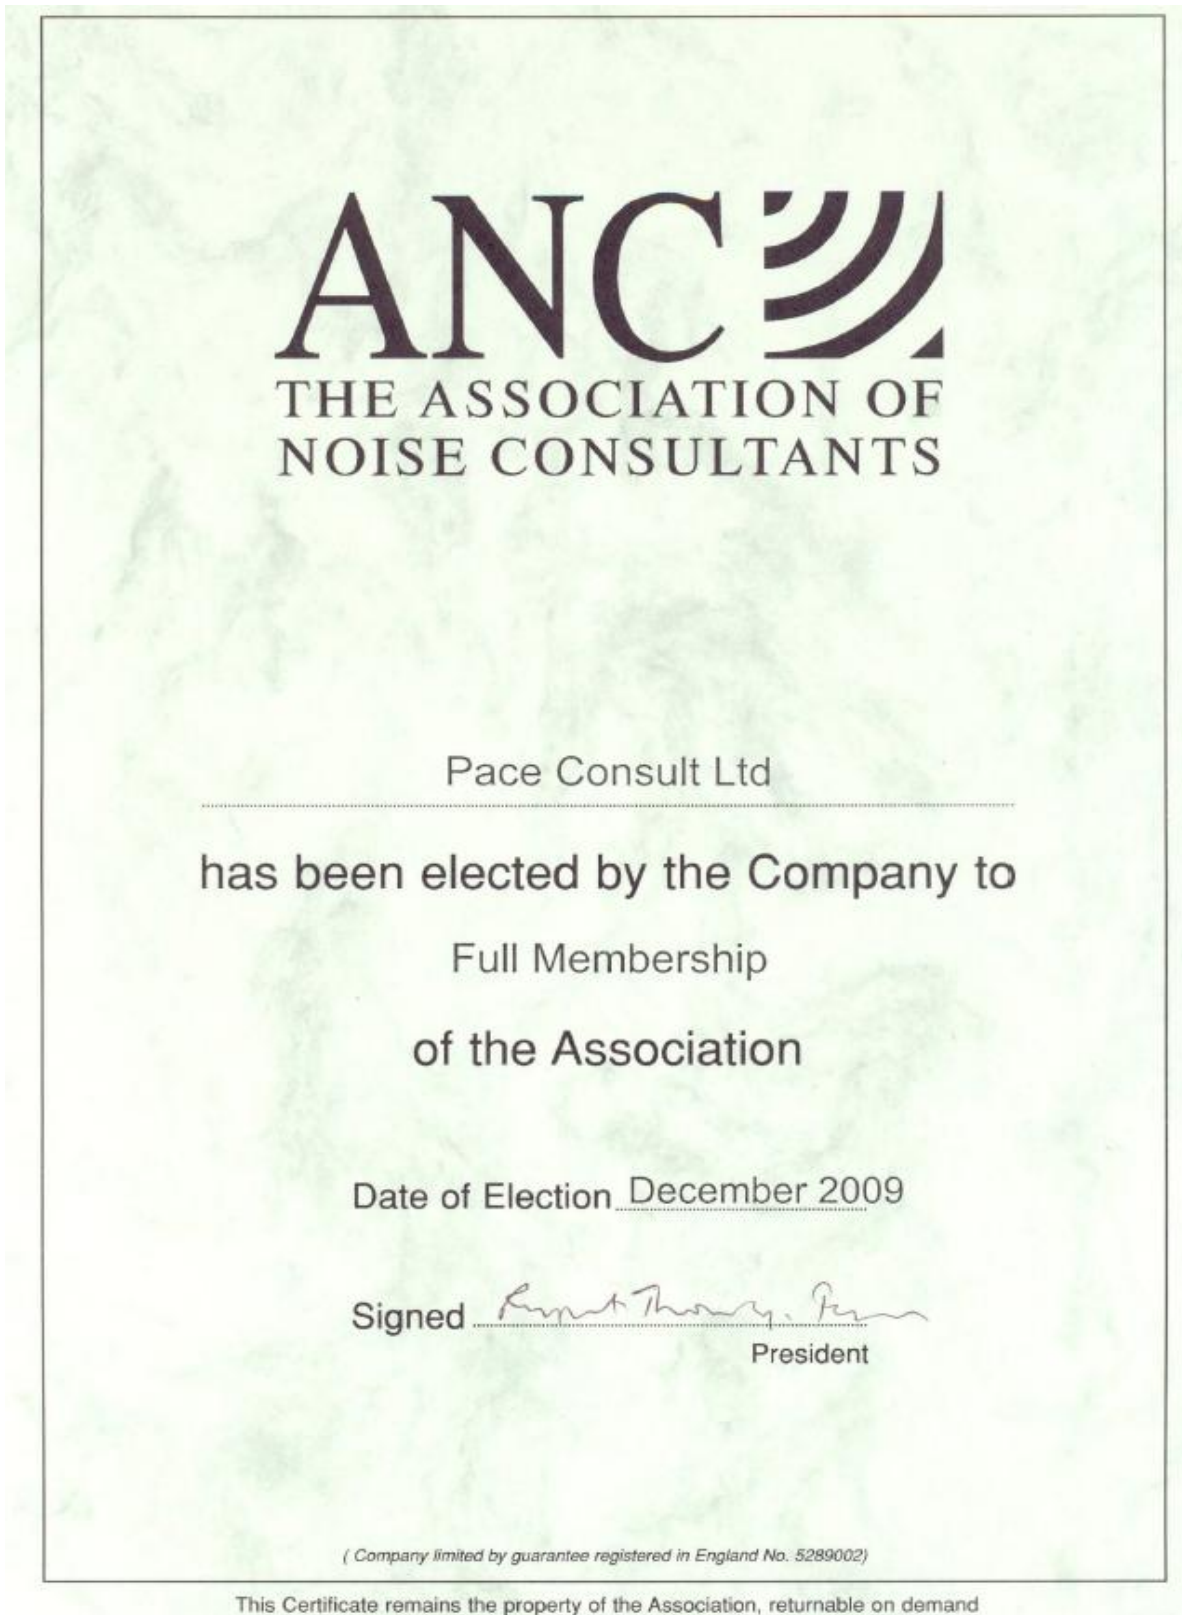 ANC
THE ASSOCIATION OF
NOISE CONSULTANTS
Pace Consult Ltd
has been elected by the Company to
Full Membership
of the Association
Date of Election December 2009
Signed
President
( Company limited by guarantee registered in England No. 5289002)
This Certificate remains the property of the Association, returnable on demand